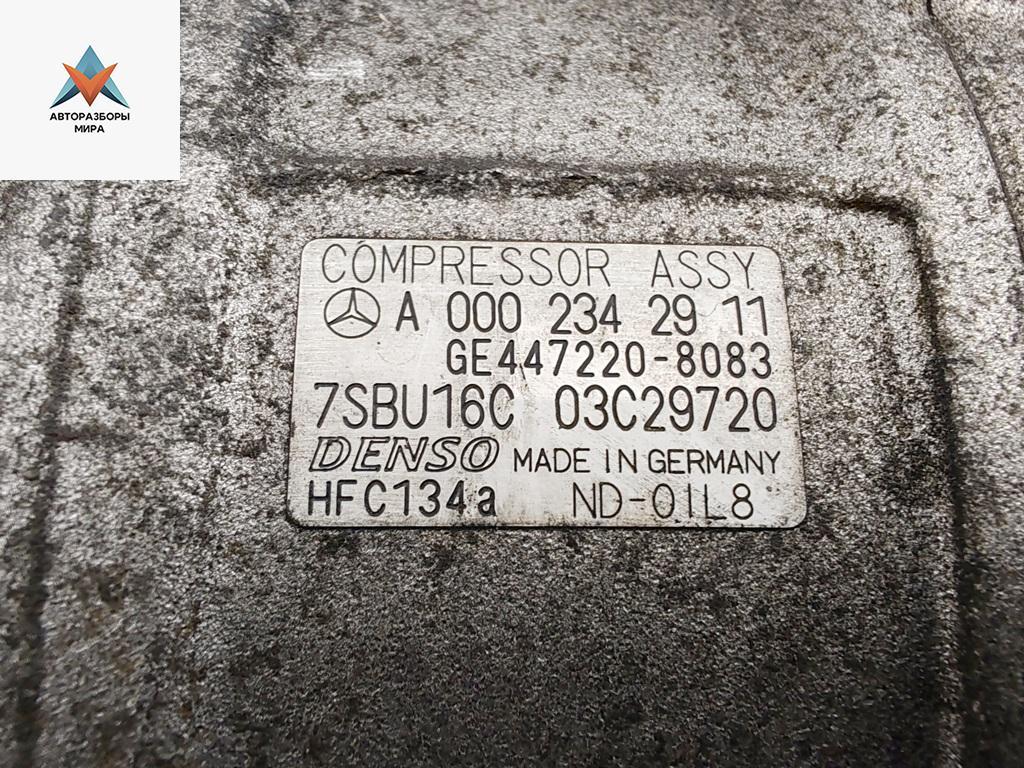 АВТОРАЗБОРЫ
МИРА
COMPRESSOR ASSY
A 000 234 29 11
GE447220-8083
7SBU16C 03C29720
DENSO MADE IN GERMANY
HFC134a ND-OIL8